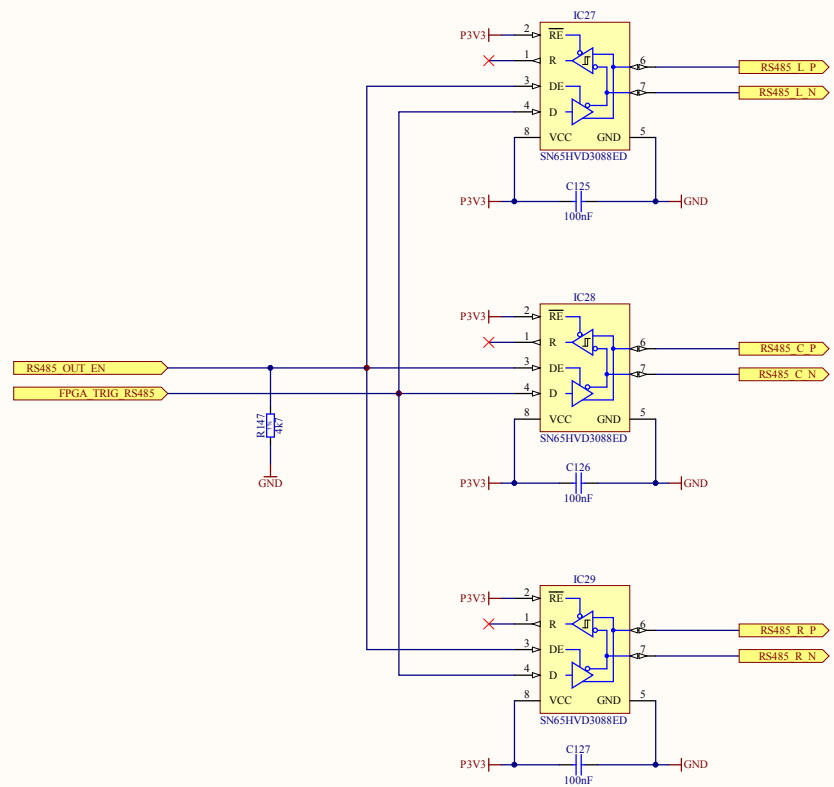 IC27
P3V3
2
RE
1
R
6
RS485_L_P
3
DE
7
RS485_L_N
4
D
8
VCC
GND
5
SN65HVD3088ED
C125
P3V3
GND
100nF
IC28
P3V3
2
RE
1
R
6
RS485_C_P
RS485_OUT_EN
3
DE
7
RS485_C_N
FPGA_TRIG_RS485
4
D
8
VCC
GND
5
R147
4k7
SN65HVD3088ED
C126
P3V3
GND
GND
100nF
IC29
P3V3
2
RE
1
R
6
RS485_R_P
3
DE
7
RS485_R_N
4
D
8
VCC
GND
5
SN65HVD3088ED
C127
P3V3
GND
100nF